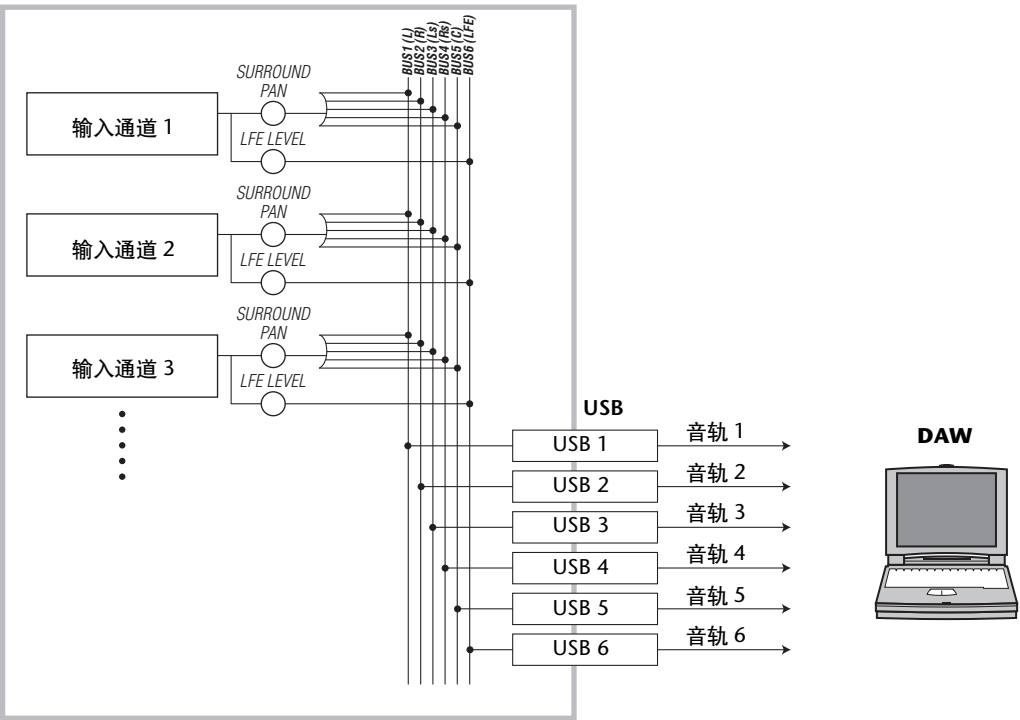 BUS1 (L)
BUS2 (R)
BUS3 (Ls)
BUS4 (Rs)
BUS5 (C)
BUS6 (LFE)
SURROUND
PAN
输入通道 1
LFE LEVEL
SURROUND
PAN
输入通道 2
LFE LEVEL
SURROUND
PAN
输入通道 3
LFE LEVEL
USB
DAW
USB 1
音轨 1
USB 2
音轨 2
USB 3
音轨 3
USB 4
音轨 4
USB 5
音轨 5
USB 6
音轨 6